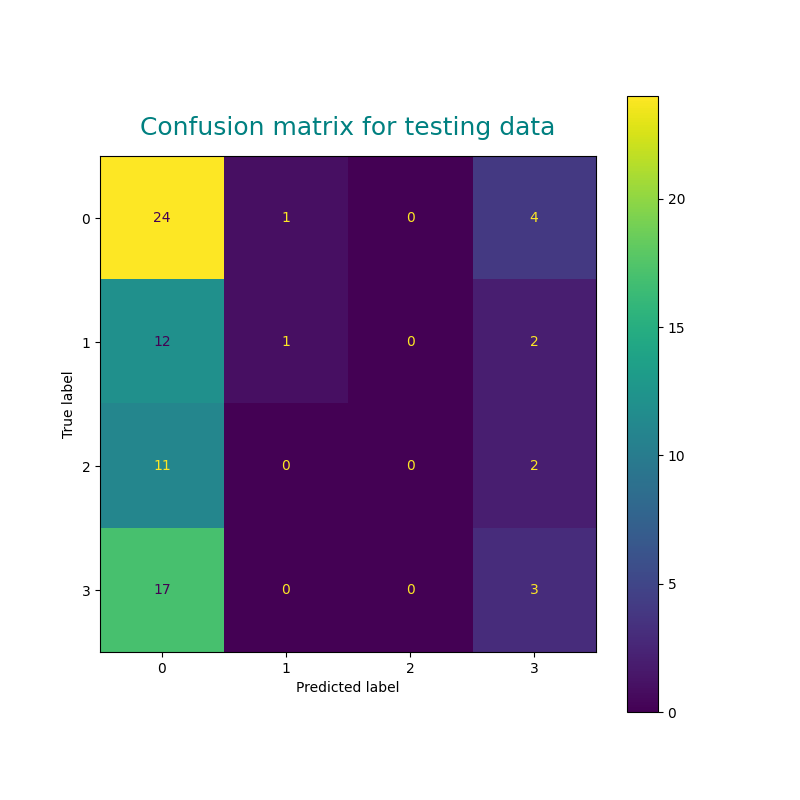 Confusion matrix for testing data
0 24 1 0 4
1 12 1 0 2
2 11 0 0 2
3 17 0 0 3
0 1 2 3
Predicted label
True label
20
15
10
5
0